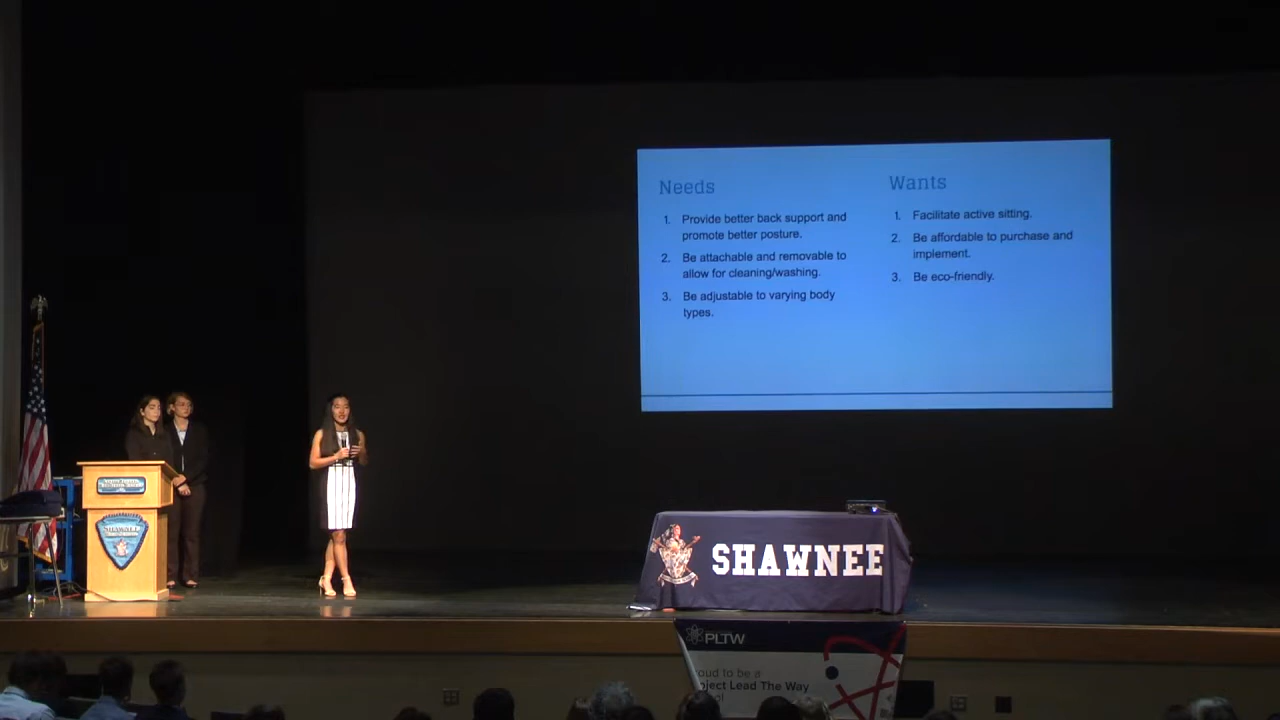 Needs
1. Provide better back support and
promote better posture.
2. Be attachable and removable to
allow for cleaning/washing.
3. Be adjustable to varying body
types.
Wants
1. Facilitate active sitting.
2. Be affordable to purchase and
implement.
3. Be eco-friendly.
SHAWNEE
SHAWNEE
PLTW
oud to be a
oject Lead The Way
ol